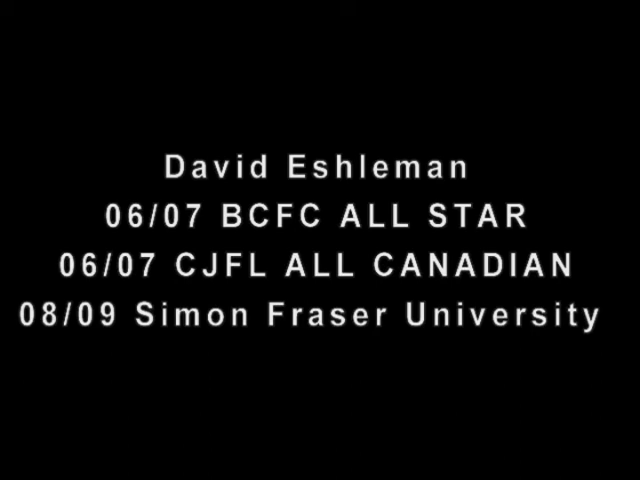 David Eshleman
06/07 BCFC ALL STAR
06/07 CJFL ALL CANADIAN
08/09 Simon Fraser University